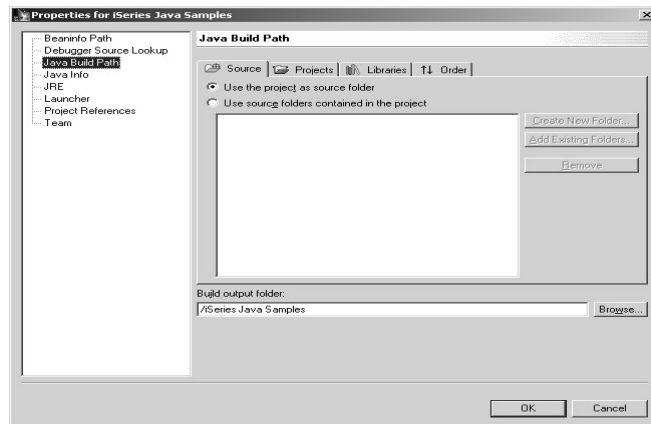 Properties for iSeries Java Samples
Beaninfo Path
Debugger Source Lookup
Java Build Path
Java Info
JRE
Launcher
Project References
Team
Java Build Path
Source
Projects
Libraries
Order
Use the project as source folder
Use source folders contained in the project
Create New Folder...
Add Existing Folders...
Remove
Build output folder:
/iSeries Java Samples
Browse...
OK
Cancel